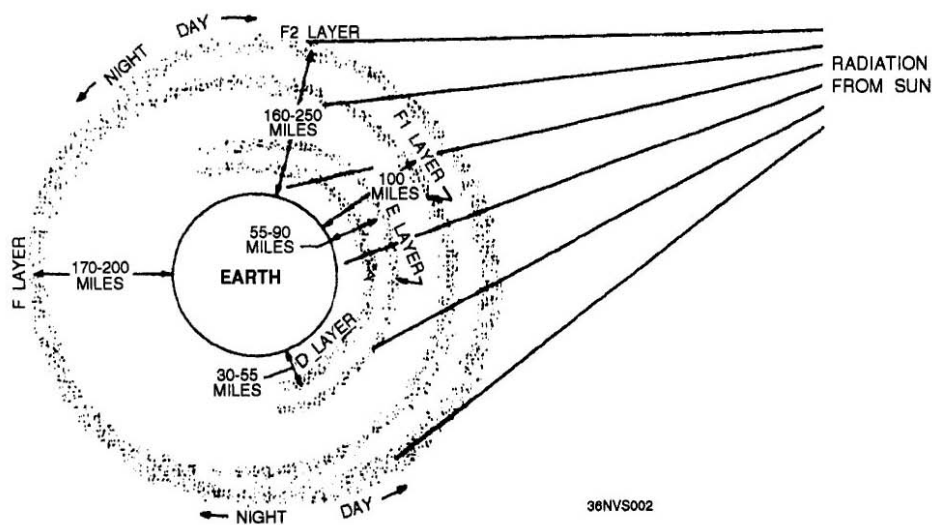 NIGHT
DAY
F2 LAYER
RADIATION
FROM SUN
160-250
MILES
F1 LAYER
100
MILES
E LAYER
55-90
MILES
EARTH
F LAYER
170-200
MILES
D LAYER
30-55
MILES
NIGHT
DAY
36NVS002